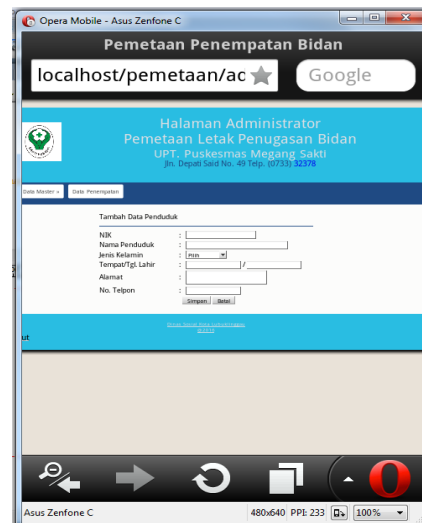 Opera Mobile - Asus Zenfone C
Pemetaan Penempatan Bidan
localhost/pemetaan/ac Google
Halaman Administrator
Pemetaan Letak Penugasan Bidan
UPT. Puskesmas Megang Sakti
Jln. Depati Said No. 49 Telp. (0733) 32378
Data Master Data Penempatan
Tambah Data Penduduk
NIK :
Nama Penduduk :
Jenis Kelamin : Pilih
Tempat/Tgl. Lahir : /
Alamat :
No. Telpon :
Simpan Batal
ut
Asus Zenfone C 480x640 PPI: 233 100%